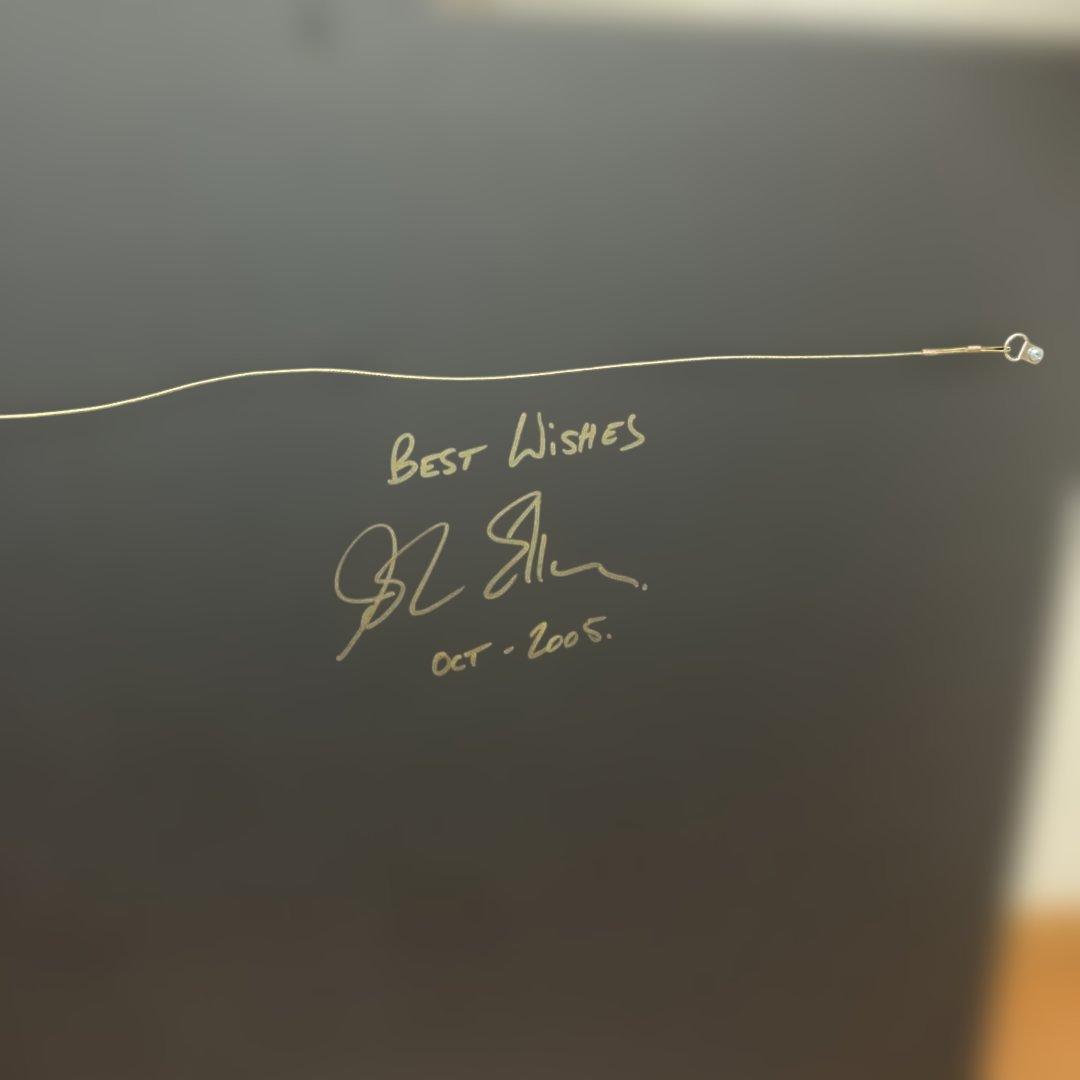 BEST WISHES
OCT - 2005.